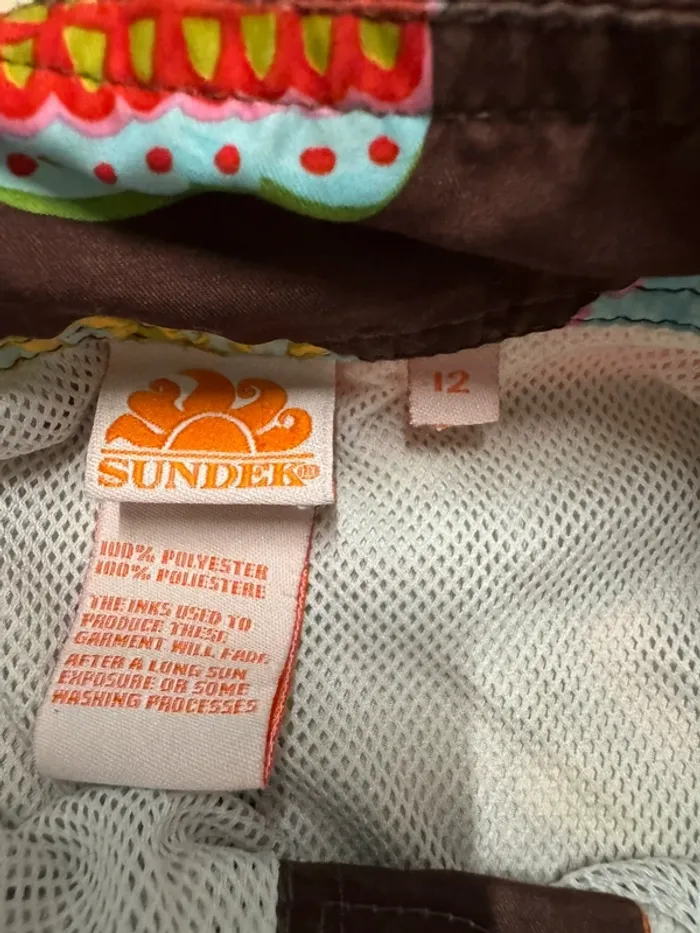 SUNDEK®
12
100% POLYESTER
100% POLIESTERE
THE INKS USED TO
PRODUCE THESE
GARMENT WILL FADE
AFTER A LONG SUN
EXPOSURE OR SOME
WASHING PROCESSES